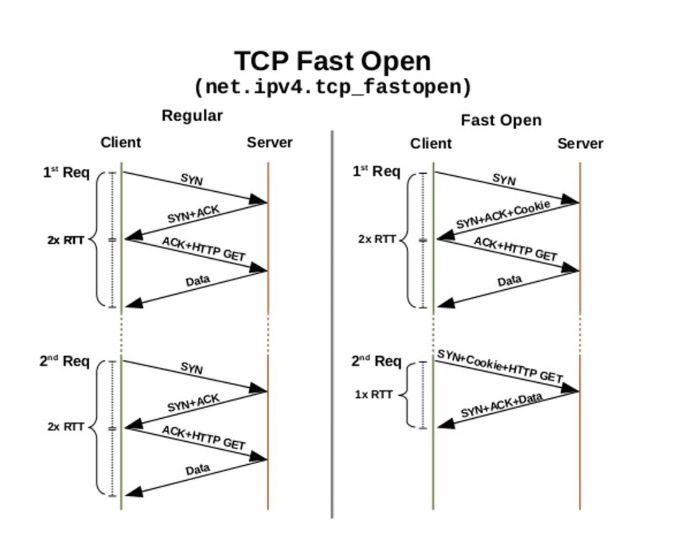 TCP Fast Open
(net.ipv4.tcp_fastopen)
Regular
Client Server
1st Req
SYN
SYN+ACK
2x RTT
ACK+HTTP GET
Data
2nd Req
SYN
SYN+ACK
2x RTT
ACK+HTTP GET
Data
Fast Open
Client Server
1st Req
SYN
SYN+ACK+Cookie
2x RTT
ACK+HTTP GET
Data
2nd Req
SYN+Cookie+HTTP GET
1x RTT
SYN+ACK+Data